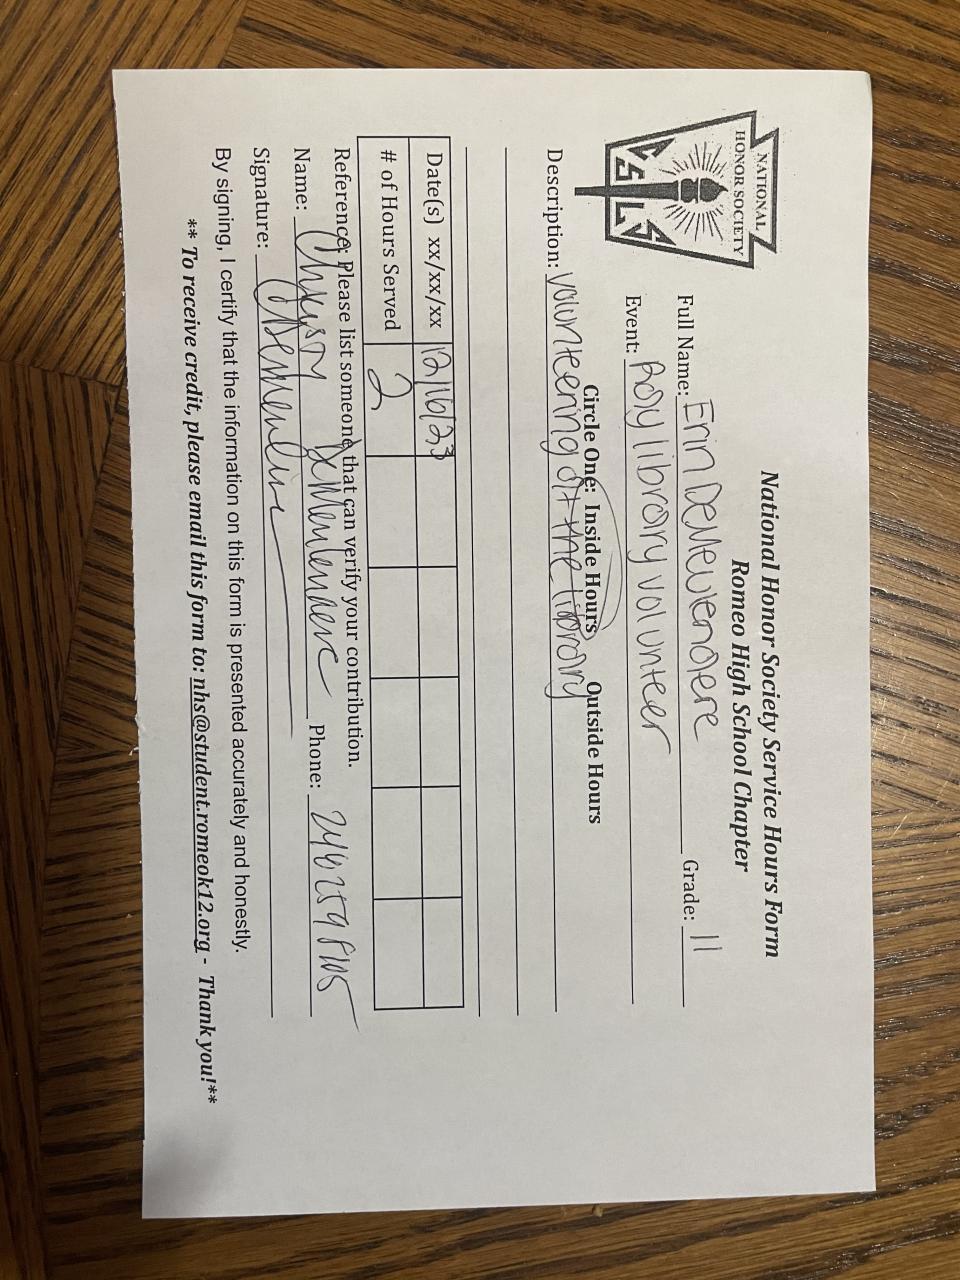 National Honor Society Service Hours Form
Romeo High School Chapter
NATIONAL
HONOR SOCIETY
C S L S
Full Name: Erin DeMeulenaere Grade: 11
Event: library volunteer
Circle One: Inside Hours Outside Hours
Description: volunteering at the library
Date(s) xx/xx/xx 12/16/23
# of Hours Served 2
Reference: Please list someone that can verify your contribution.
Name: DeMeulenaere Phone: 248 259
Signature:
By signing, I certify that the information on this form is presented accurately and honestly.
** To receive credit, please email this form to: nhs@student.romeok12.org - Thank you!**